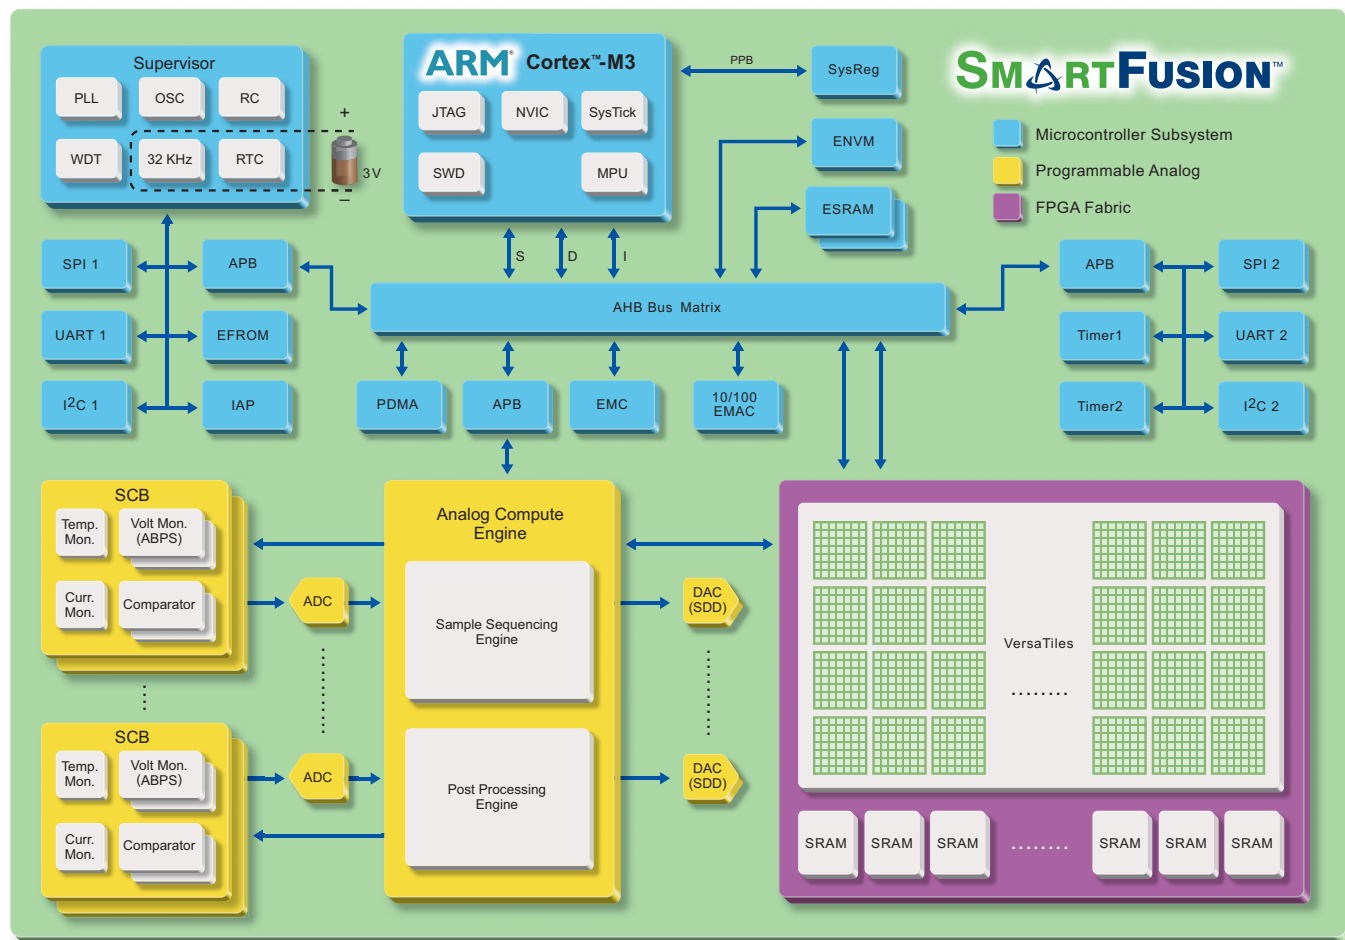 Supervisor
PLL
OSC
RC
WDT
32 KHz
RTC
+
3V
–
ARM® Cortex™-M3
JTAG
NVIC
SysTick
SWD
MPU
PPB
SysReg
ENVM
ESRAM
SMARTFUSION™
Microcontroller Subsystem
Programmable Analog
FPGA Fabric
S
D
I
SPI 1
APB
UART 1
EFROM
I²C 1
IAP
AHB Bus Matrix
APB
SPI 2
Timer1
UART 2
Timer2
I²C 2
PDMA
APB
EMC
10/100
EMAC
SCB
Temp.
Mon.
Volt Mon.
(ABPS)
Curr.
Mon.
Comparator
ADC
Analog Compute
Engine
Sample Sequencing
Engine
DAC
(SDD)
VersaTiles
SCB
Temp.
Mon.
Volt Mon.
(ABPS)
Curr.
Mon.
Comparator
ADC
Post Processing
Engine
DAC
(SDD)
SRAM
SRAM
SRAM
SRAM
SRAM
SRAM